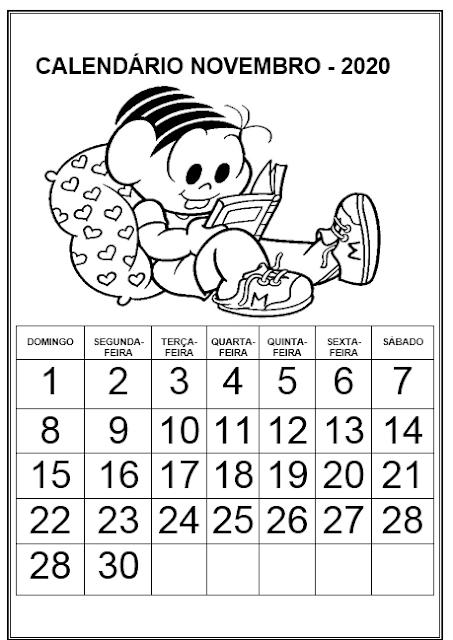 CALENDÁRIO NOVEMBRO - 2020
M
M
DOMINGO SEGUNDA-FEIRA TERÇA-FEIRA QUARTA-FEIRA QUINTA-FEIRA SEXTA-FEIRA SÁBADO
1 2 3 4 5 6 7
8 9 10 11 12 13 14
15 16 17 18 19 20 21
22 23 24 25 26 27 28
28 30